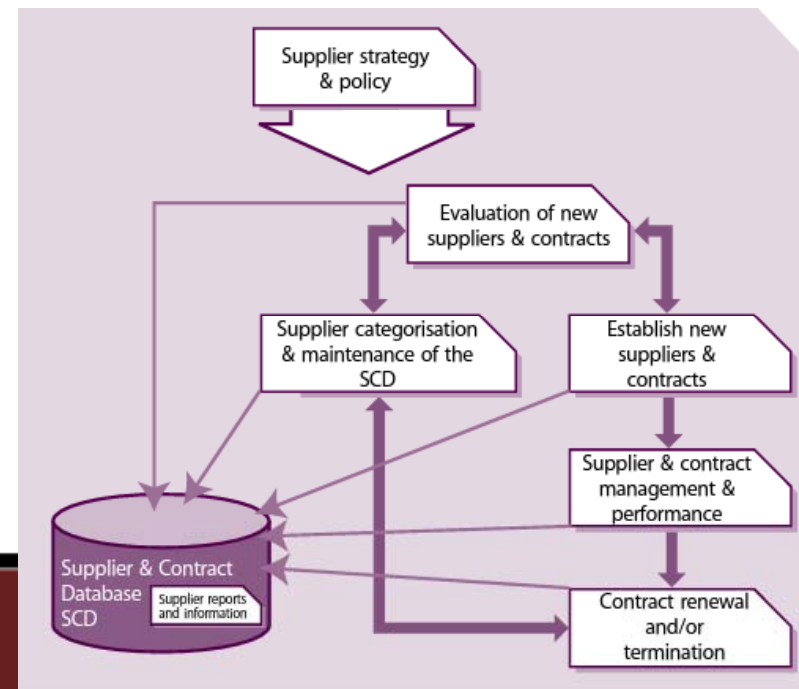 Supplier strategy
& policy
Evaluation of new
suppliers & contracts
Supplier categorisation
& maintenance of the
SCD
Establish new
suppliers &
contracts
Supplier & contract
management &
performance
Supplier & Contract
Database
SCD
Supplier reports
and information
Contract renewal
and/or
termination